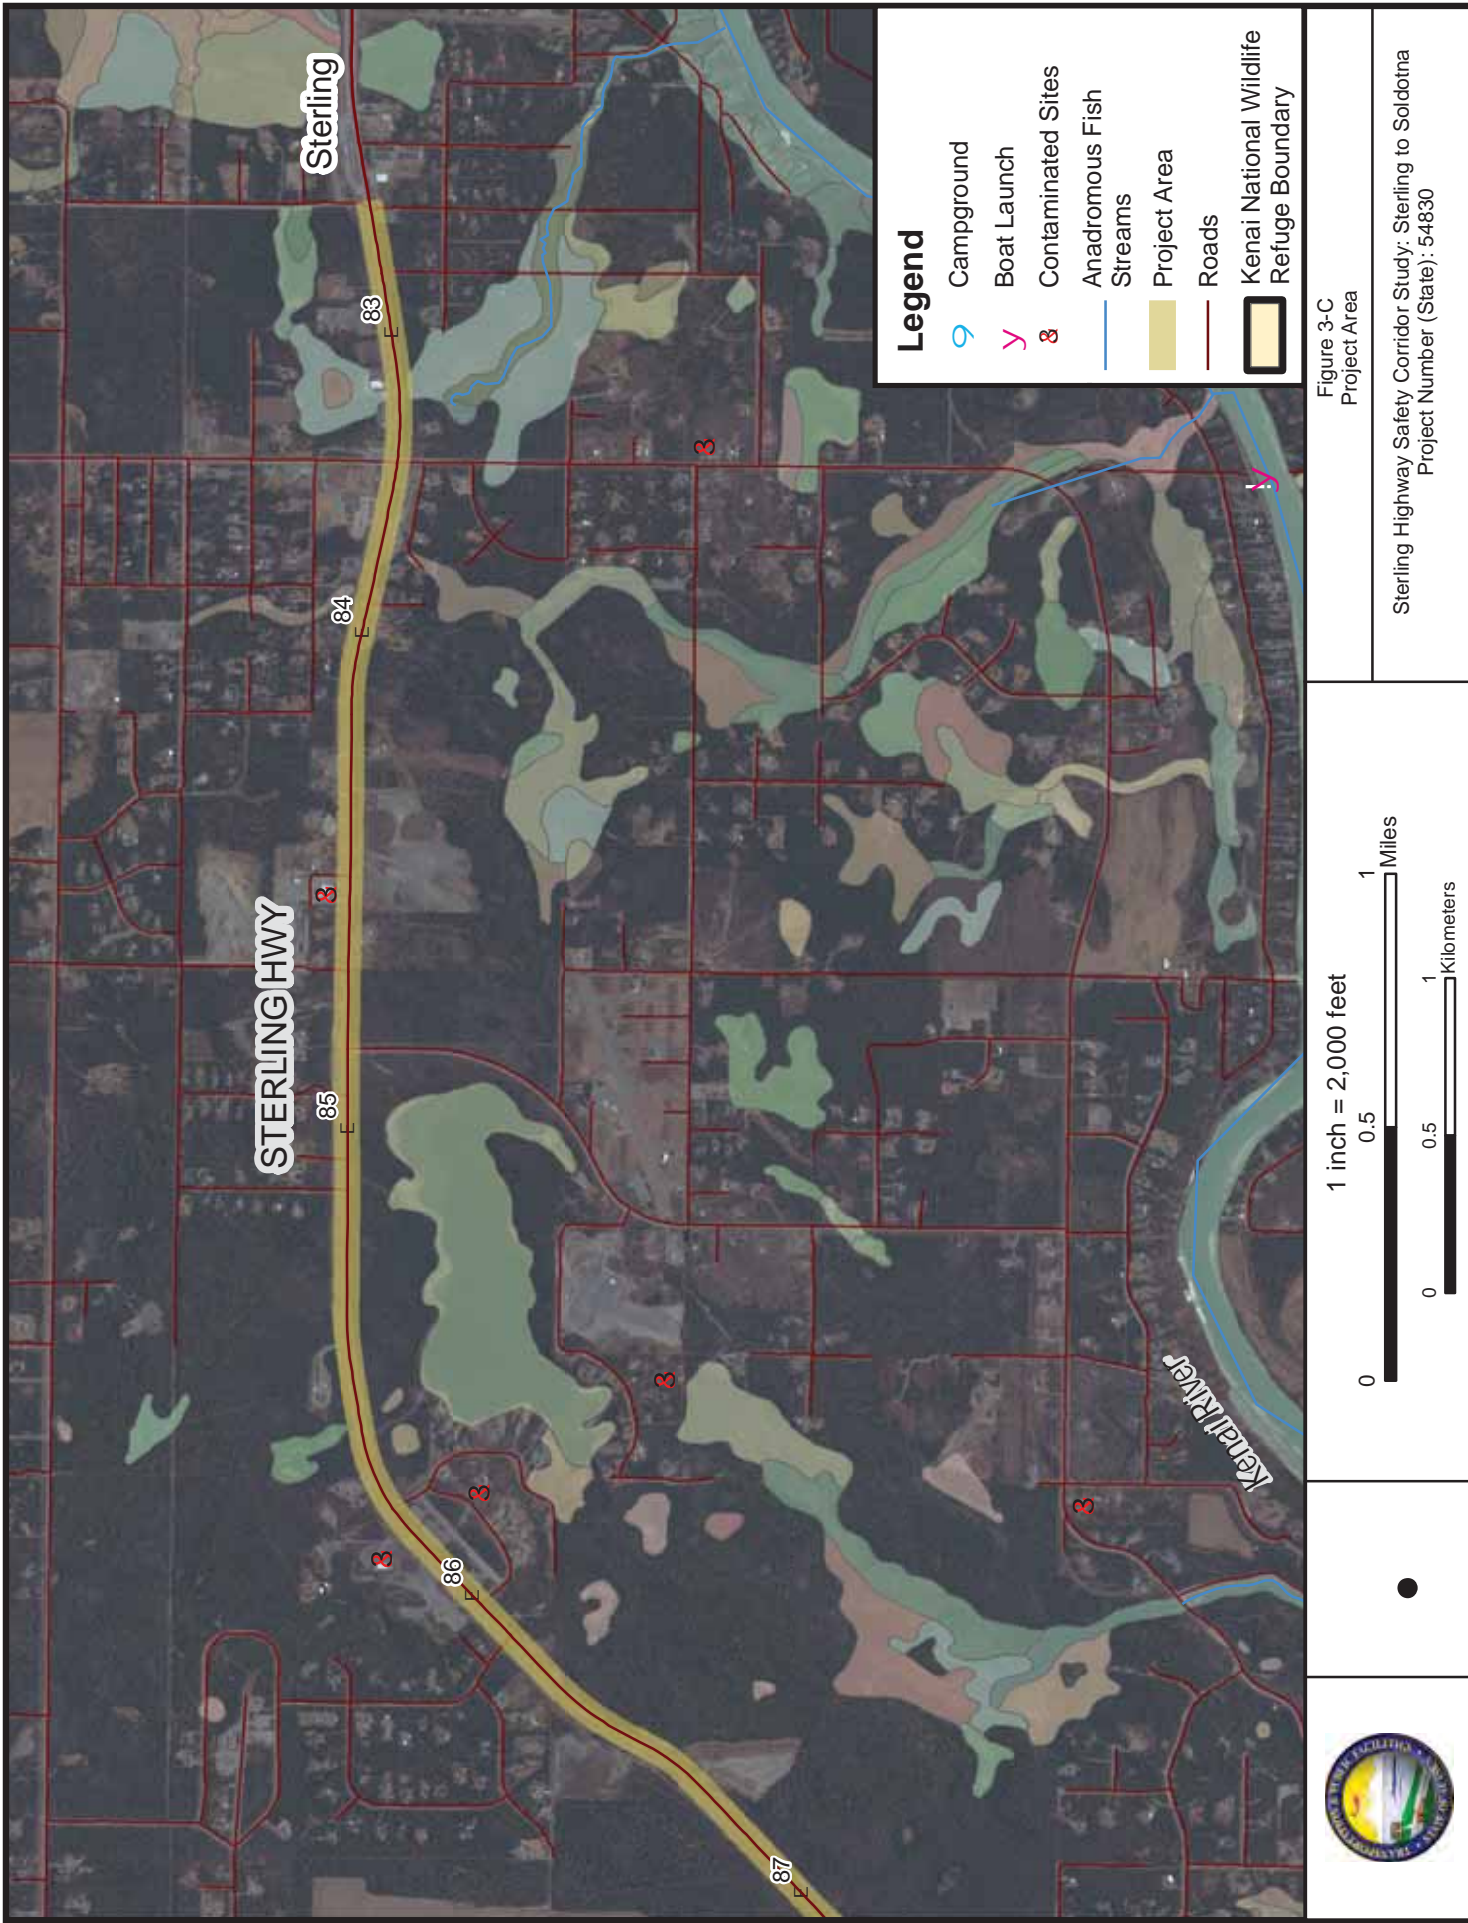 Sterling
STERLING HWY
83
84
85
86
87
Kenai River
Legend
Campground
Boat Launch
Contaminated Sites
Anadromous Fish
Streams
Project Area
Roads
Kenai National Wildlife
Refuge Boundary
1 inch = 2,000 feet
0 0.5 1 Miles
0 0.5 1 Kilometers
Figure 3-C
Project Area
Sterling Highway Safety Corridor Study: Sterling to Soldotna
Project Number (State): 54830